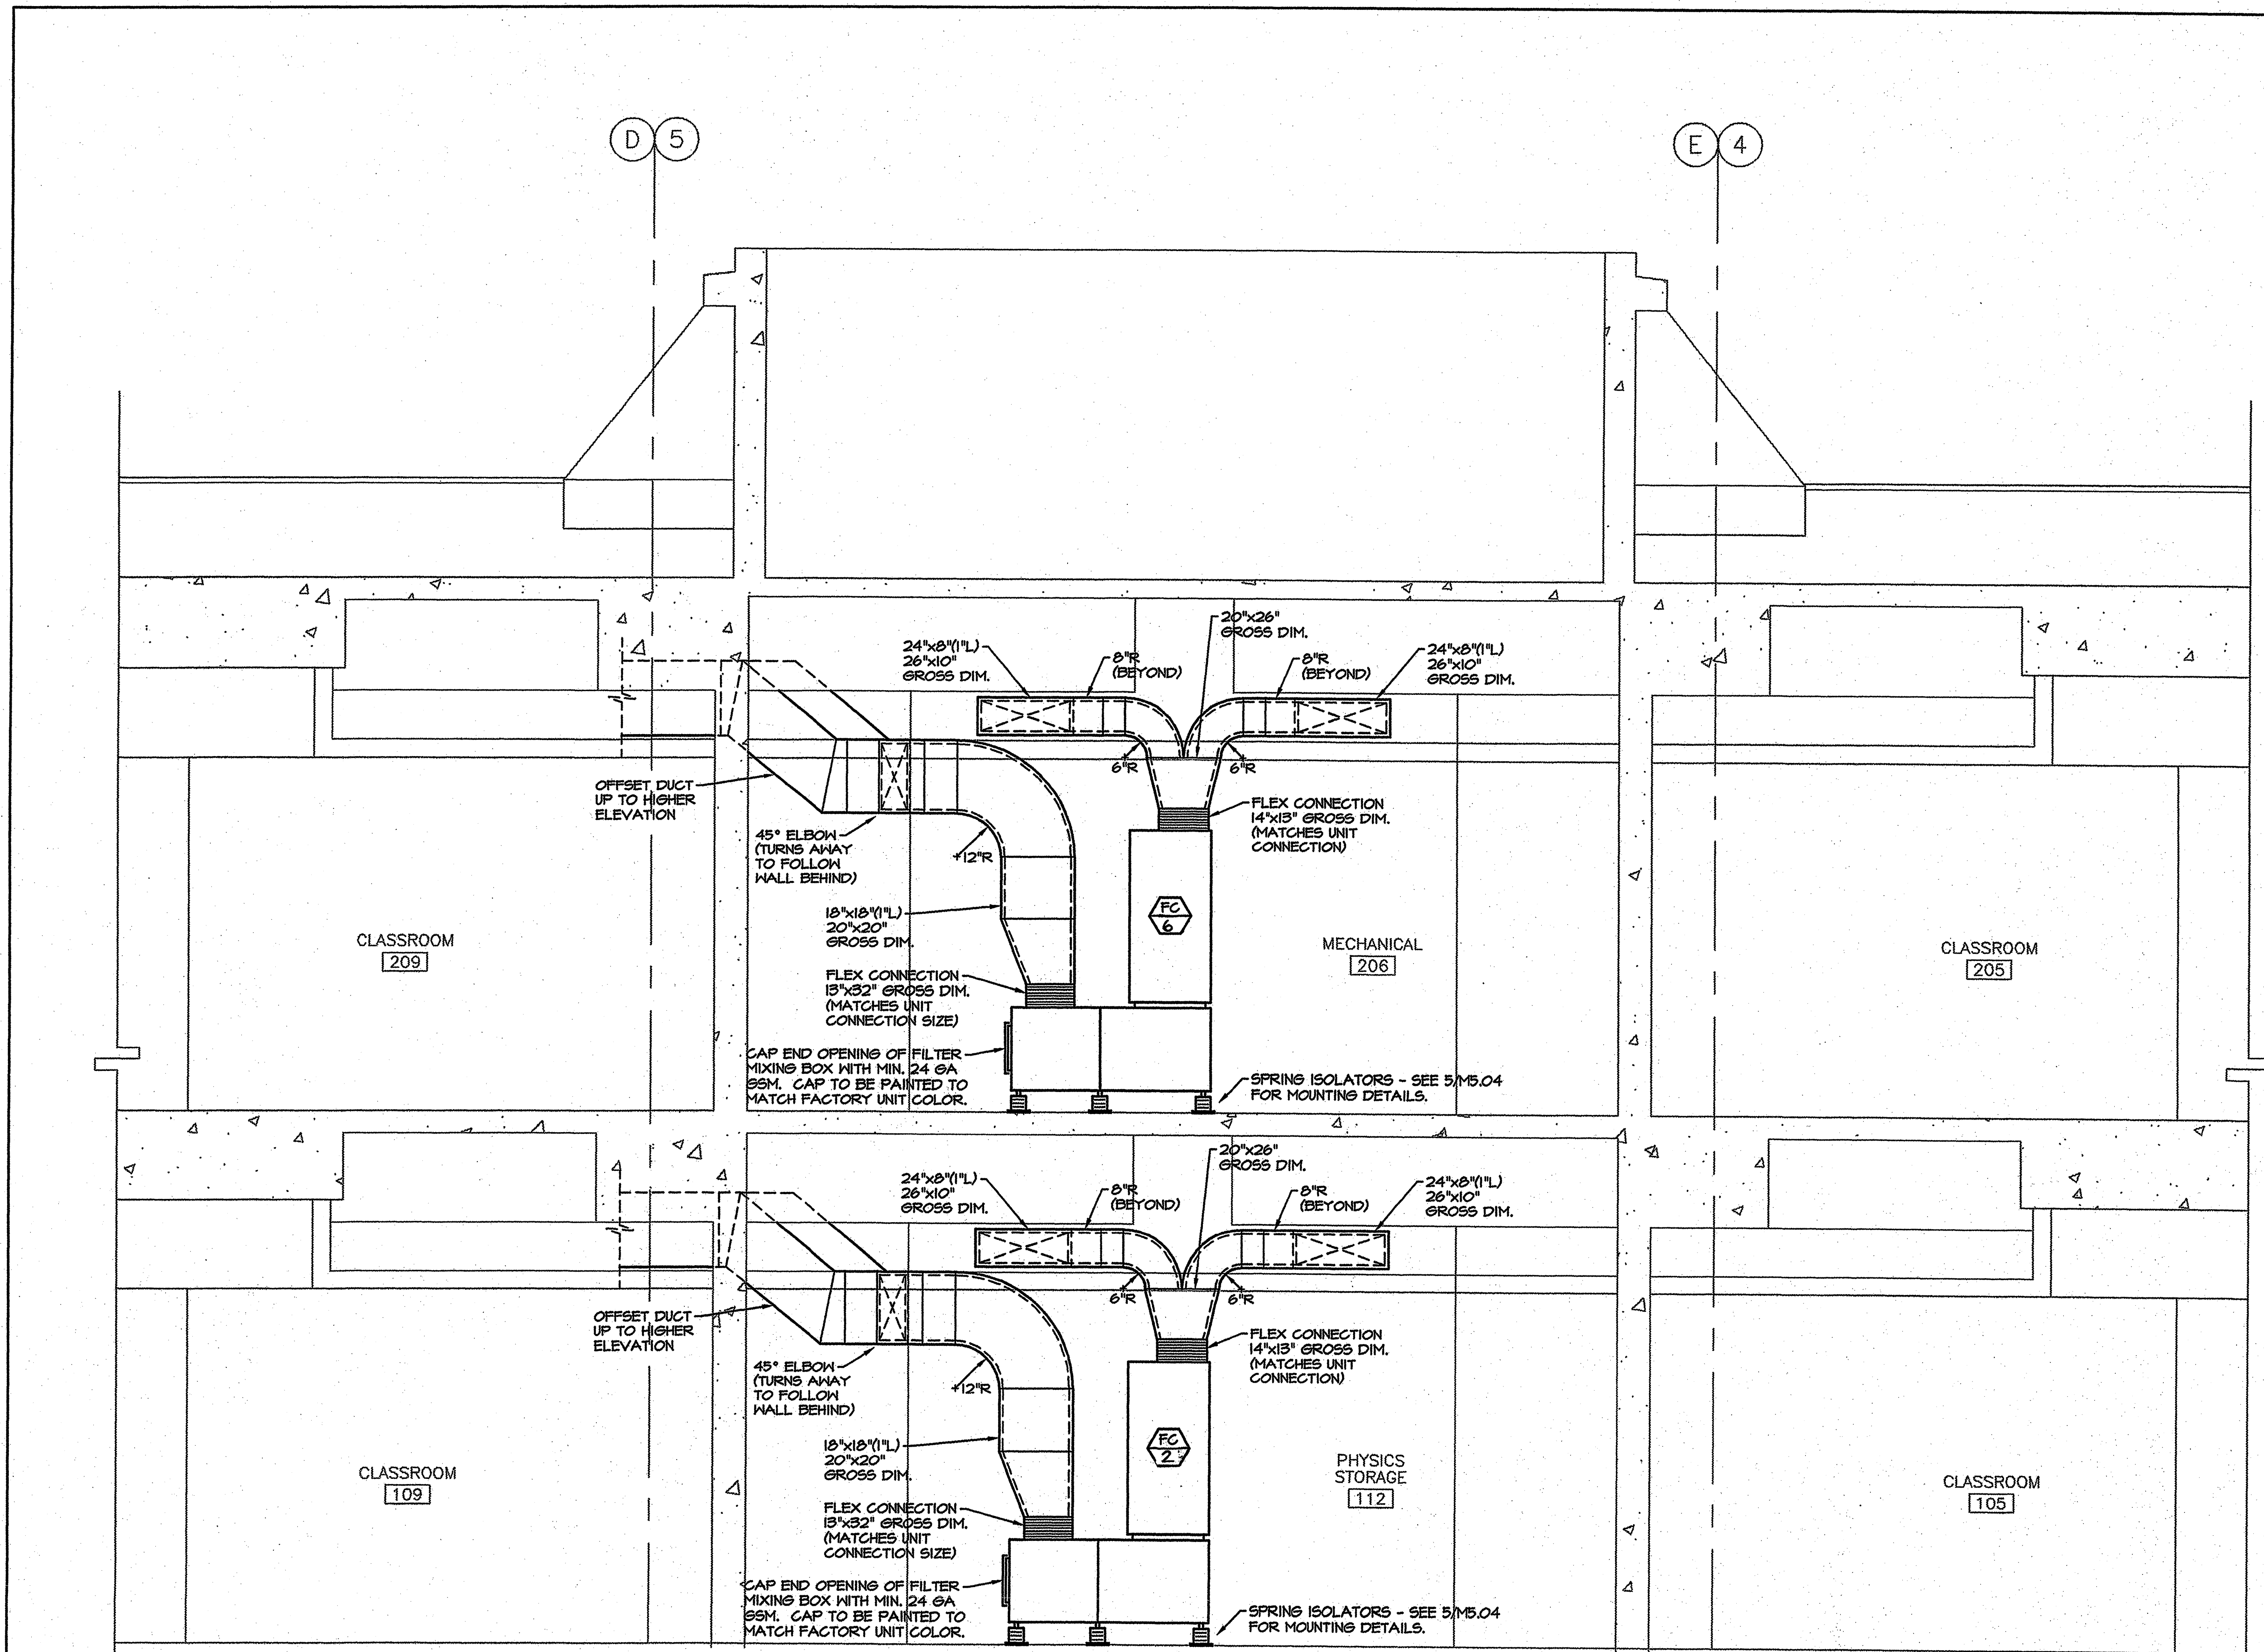 D 5
E 4
20"x26"
GROSS DIM.
24"x8"(1"L)
26"x10"
GROSS DIM.
8"R
(BEYOND)
8"R
(BEYOND)
24"x8"(1"L)
26"x10"
GROSS DIM.
6"R
6"R
OFFSET DUCT
UP TO HIGHER
ELEVATION
45° ELBOW
(TURNS AWAY
TO FOLLOW
WALL BEHIND)
+12"R
FLEX CONNECTION
14"x13" GROSS DIM.
(MATCHES UNIT
CONNECTION)
18"x18"(1"L)
20"x20"
GROSS DIM.
FC
6
CLASSROOM
209
MECHANICAL
206
CLASSROOM
205
FLEX CONNECTION
13"x32" GROSS DIM.
(MATCHES UNIT
CONNECTION SIZE)
CAP END OPENING OF FILTER
MIXING BOX WITH MIN. 24 GA
SSM. CAP TO BE PAINTED TO
MATCH FACTORY UNIT COLOR.
SPRING ISOLATORS - SEE 5/M5.04
FOR MOUNTING DETAILS.
20"x26"
GROSS DIM.
24"x8"(1"L)
26"x10"
GROSS DIM.
8"R
(BEYOND)
8"R
(BEYOND)
24"x8"(1"L)
26"x10"
GROSS DIM.
6"R
6"R
OFFSET DUCT
UP TO HIGHER
ELEVATION
45° ELBOW
(TURNS AWAY
TO FOLLOW
WALL BEHIND)
+12"R
FLEX CONNECTION
14"x13" GROSS DIM.
(MATCHES UNIT
CONNECTION)
18"x18"(1"L)
20"x20"
GROSS DIM.
FC
2
CLASSROOM
109
PHYSICS
STORAGE
112
CLASSROOM
105
FLEX CONNECTION
13"x32" GROSS DIM.
(MATCHES UNIT
CONNECTION SIZE)
CAP END OPENING OF FILTER
MIXING BOX WITH MIN. 24 GA
SSM. CAP TO BE PAINTED TO
MATCH FACTORY UNIT COLOR.
SPRING ISOLATORS - SEE 5/M5.04
FOR MOUNTING DETAILS.